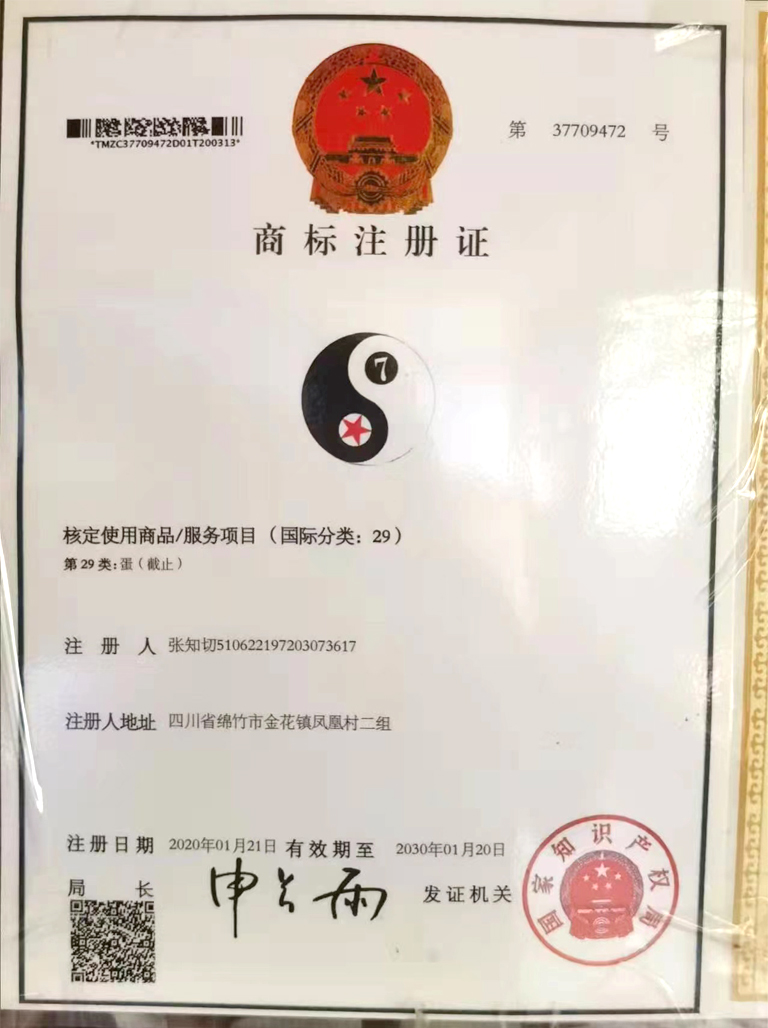 第 37709472 号
*TMZC37709472D01T200313*
商标注册证
7
核定使用商品/服务项目（国际分类：29）
第29类：蛋（截止）
注册人 张知切510622197203073617
注册人地址 四川省绵竹市金花镇凤凰村二组
注册日期 2020年01月21日 有效期至 2030年01月20日
局长 申长雨 发证机关
国家知识产权局